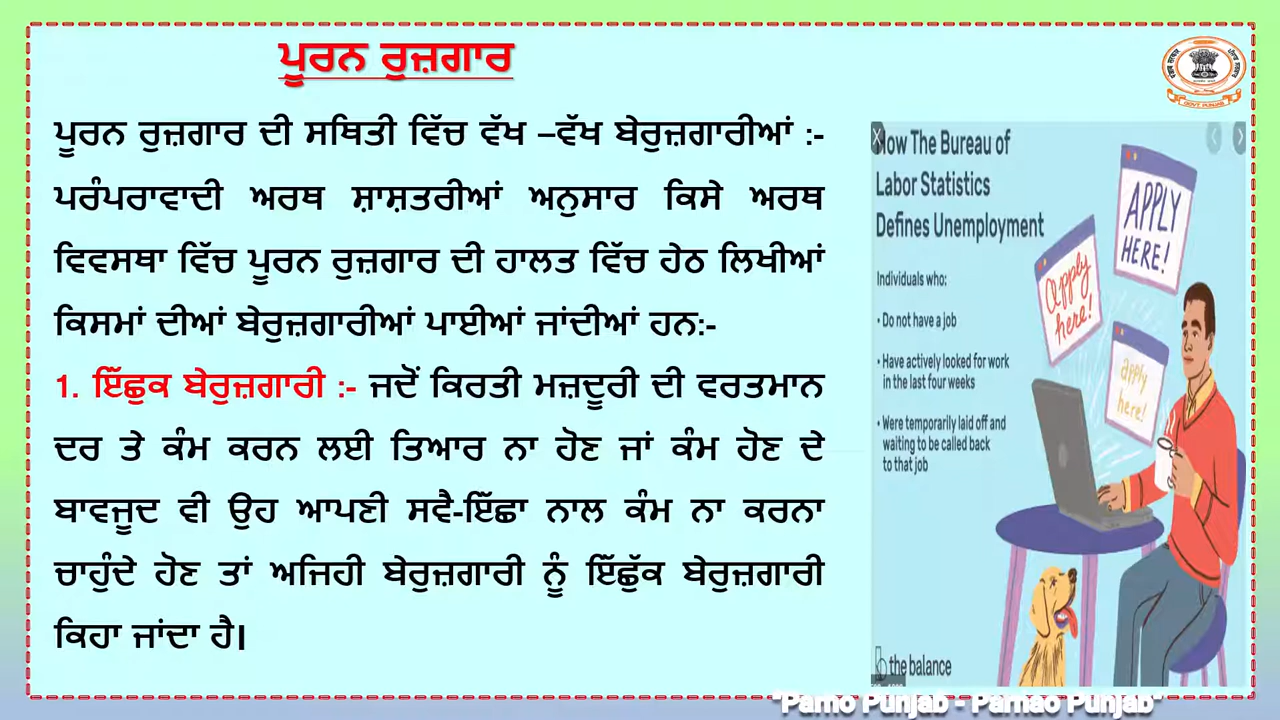 ਪੂਰਨ ਰੁਜ਼ਗਾਰ
ਪੂਰਨ ਰੁਜ਼ਗਾਰ ਦੀ ਸਥਿਤੀ ਵਿੱਚ ਵੱਖ –ਵੱਖ ਬੇਰੁਜ਼ਗਾਰੀਆਂ :-
ਪਰੰਪਰਾਵਾਦੀ ਅਰਥ ਸ਼ਾਸ਼ਤਰੀਆਂ ਅਨੁਸਾਰ ਕਿਸੇ ਅਰਥ
ਵਿਵਸਥਾ ਵਿੱਚ ਪੂਰਨ ਰੁਜ਼ਗਾਰ ਦੀ ਹਾਲਤ ਵਿੱਚ ਹੇਠ ਲਿਖੀਆਂ
ਕਿਸਮਾਂ ਦੀਆਂ ਬੇਰੁਜ਼ਗਾਰੀਆਂ ਪਾਈਆਂ ਜਾਂਦੀਆਂ ਹਨ:-
1. ਇੱਛੁਕ ਬੇਰੁਜ਼ਗਾਰੀ :- ਜਦੋਂ ਕਿਰਤੀ ਮਜ਼ਦੂਰੀ ਦੀ ਵਰਤਮਾਨ
ਦਰ ਤੇ ਕੰਮ ਕਰਨ ਲਈ ਤਿਆਰ ਨਾ ਹੋਣ ਜਾਂ ਕੰਮ ਹੋਣ ਦੇ
ਬਾਵਜੂਦ ਵੀ ਉਹ ਆਪਣੀ ਸਵੈ-ਇੱਛਾ ਨਾਲ ਕੰਮ ਨਾ ਕਰਨਾ
ਚਾਹੁੰਦੇ ਹੋਣ ਤਾਂ ਅਜਿਹੀ ਬੇਰੁਜ਼ਗਾਰੀ ਨੂੰ ਇੱਛੁੱਕ ਬੇਰੁਜ਼ਗਾਰੀ
ਕਿਹਾ ਜਾਂਦਾ ਹੈ।
How The Bureau of
Labor Statistics
Defines Unemployment
Individuals who:
• Do not have a job
• Have actively looked for work
in the last four weeks
• Were temporarily laid off and
waiting to be called back
to that job
APPLY
HERE!
apply
here!
apply
here!
the balance
GOVT PUNJAB
"Parho Punjab - Parhao Punjab"